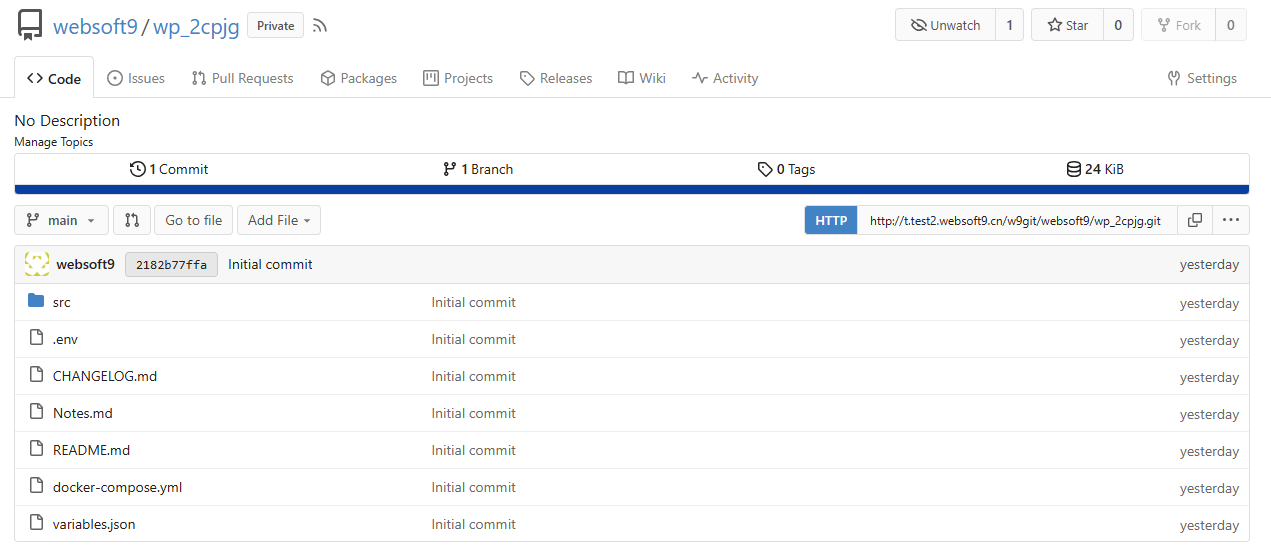 websoft9/wp_2cpjg Private Unwatch 1 Star 0 Fork 0
Code Issues Pull Requests Packages Projects Releases Wiki Activity Settings
No Description
Manage Topics
1 Commit 1 Branch 0 Tags 24 KiB
main Go to file Add File HTTP http://t.test2.websoft9.cn/w9git/websoft9/wp_2cpjg.git
websoft9 2182b77ffa Initial commit yesterday
src Initial commit yesterday
.env Initial commit yesterday
CHANGELOG.md Initial commit yesterday
Notes.md Initial commit yesterday
README.md Initial commit yesterday
docker-compose.yml Initial commit yesterday
variables.json Initial commit yesterday